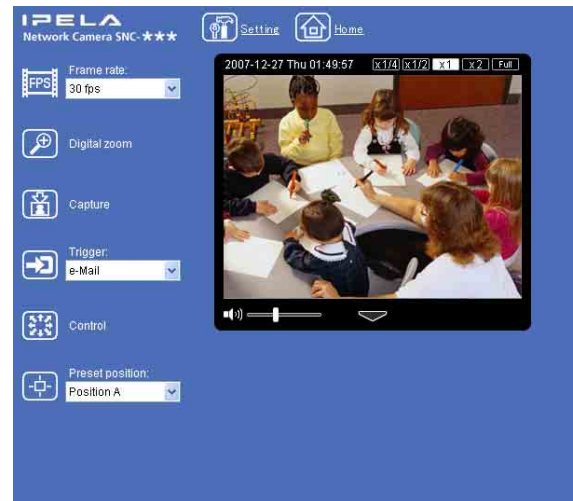 IPELA
Network Camera SNC-★★★
Setting
Home
Frame rate:
FPS
30 fps
2007-12-27 Thu 01:49:57
x1/4 x1/2 x1 x2 Full
Digital zoom
Capture
Trigger:
e-Mail
Control
Preset position:
Position A